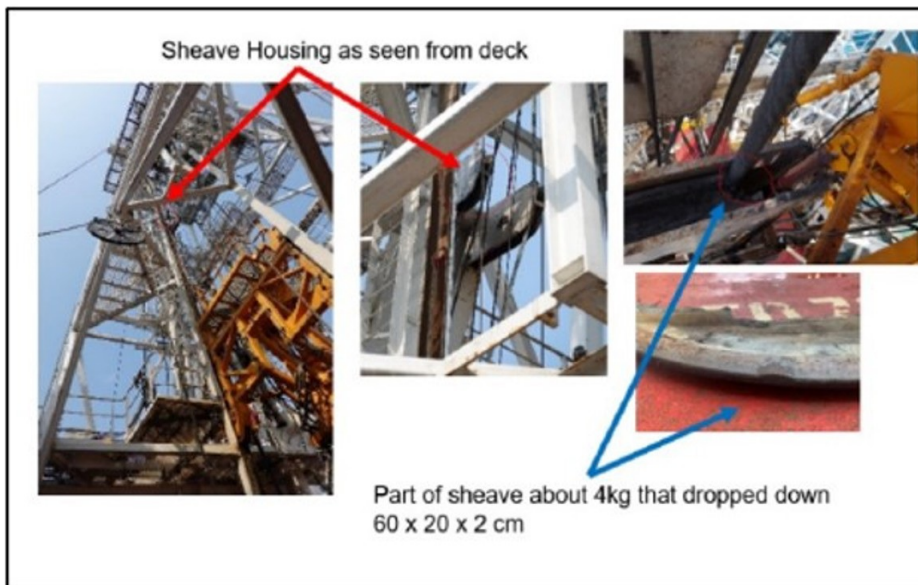 Sheave Housing as seen from deck
Part of sheave about 4kg that dropped down
60 x 20 x 2 cm